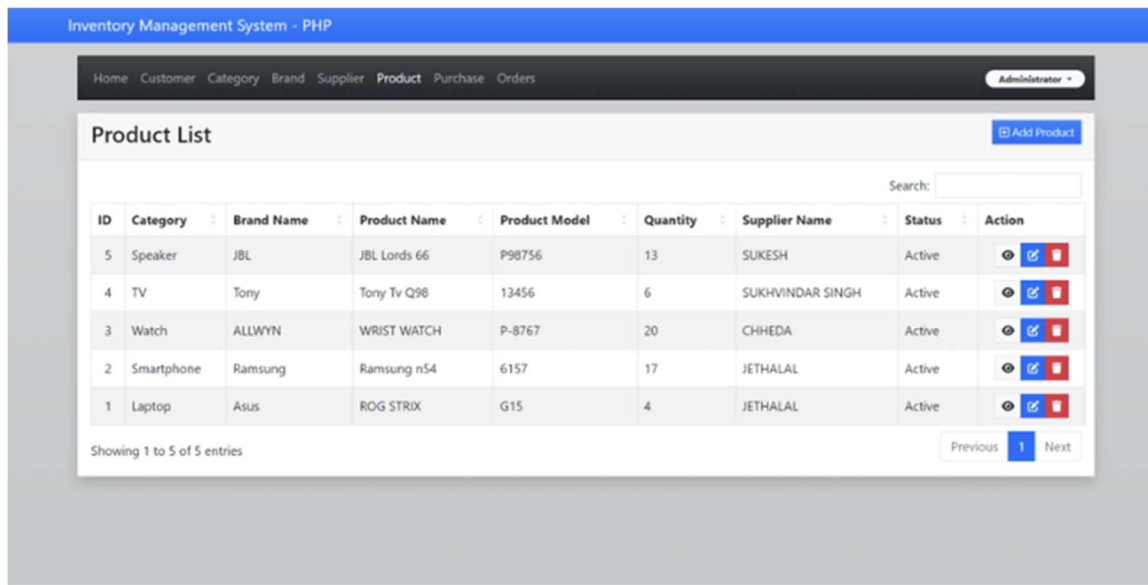 Inventory Management System - PHP
Home Customer Category Brand Supplier Product Purchase Orders Administrator
Product List Add Product
Search:
ID Category Brand Name Product Name Product Model Quantity Supplier Name Status Action
5 Speaker JBL JBL Lords 66 P98756 13 SUKESH Active
4 TV Tony Tony Tv Q98 13456 6 SUKHVINDAR SINGH Active
3 Watch ALLWYN WRIST WATCH P-8767 20 CHHEDA Active
2 Smartphone Ramsung Ramsung n54 6157 17 JETHALAL Active
1 Laptop Asus ROG STRIX G15 4 JETHALAL Active
Showing 1 to 5 of 5 entries Previous 1 Next